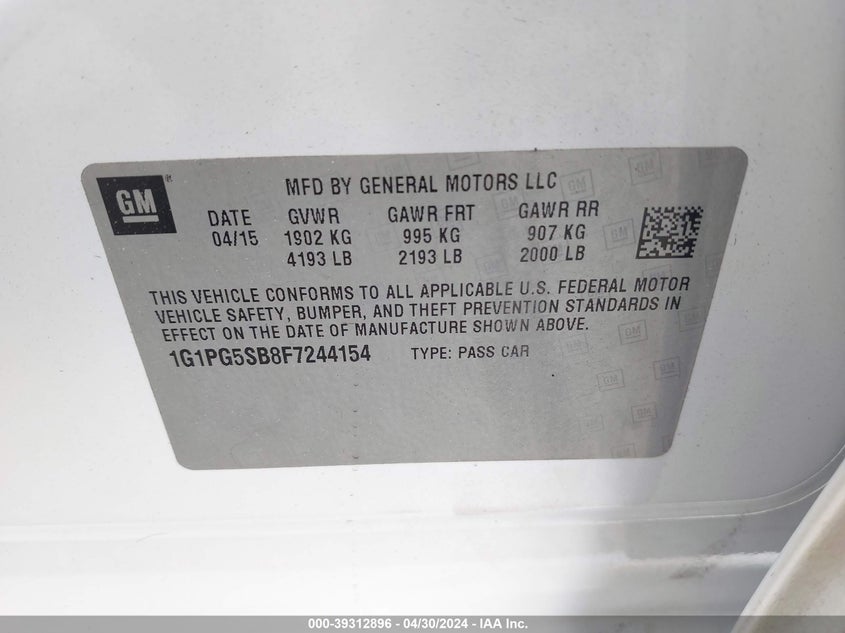 GM
MFD BY GENERAL MOTORS LLC
DATE GVWR GAWR FRT GAWR RR
04/15 1902 KG 995 KG 907 KG
4193 LB 2193 LB 2000 LB
THIS VEHICLE CONFORMS TO ALL APPLICABLE U.S. FEDERAL MOTOR
VEHICLE SAFETY, BUMPER, AND THEFT PREVENTION STANDARDS IN
EFFECT ON THE DATE OF MANUFACTURE SHOWN ABOVE.
1G1PG5SB8F7244154 TYPE: PASS CAR
000-39312896 - 04/30/2024 - IAA Inc.